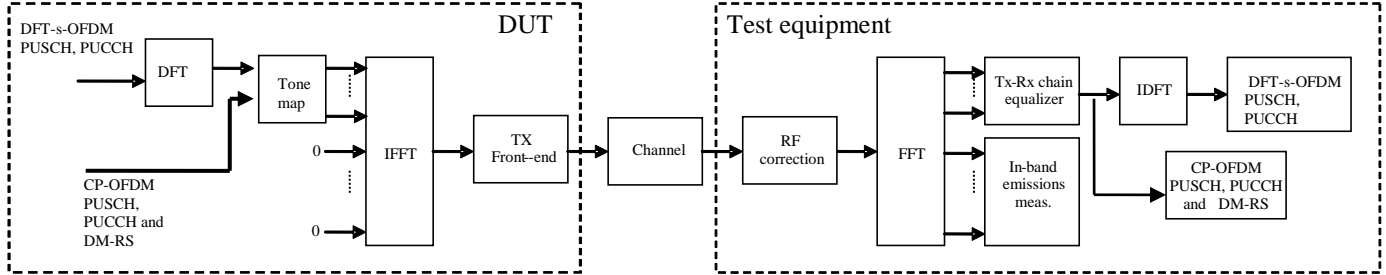 DUT
DFT-s-OFDM
PUSCH, PUCCH
DFT
Tone
map
CP-OFDM
PUSCH,
PUCCH and
DM-RS
0
0
IFFT
TX
Front--end
Channel
Test equipment
RF
correction
FFT
Tx-Rx chain
equalizer
In-band
emissions
meas.
IDFT
DFT-s-OFDM
PUSCH,
PUCCH
CP-OFDM
PUSCH, PUCCH
and DM-RS